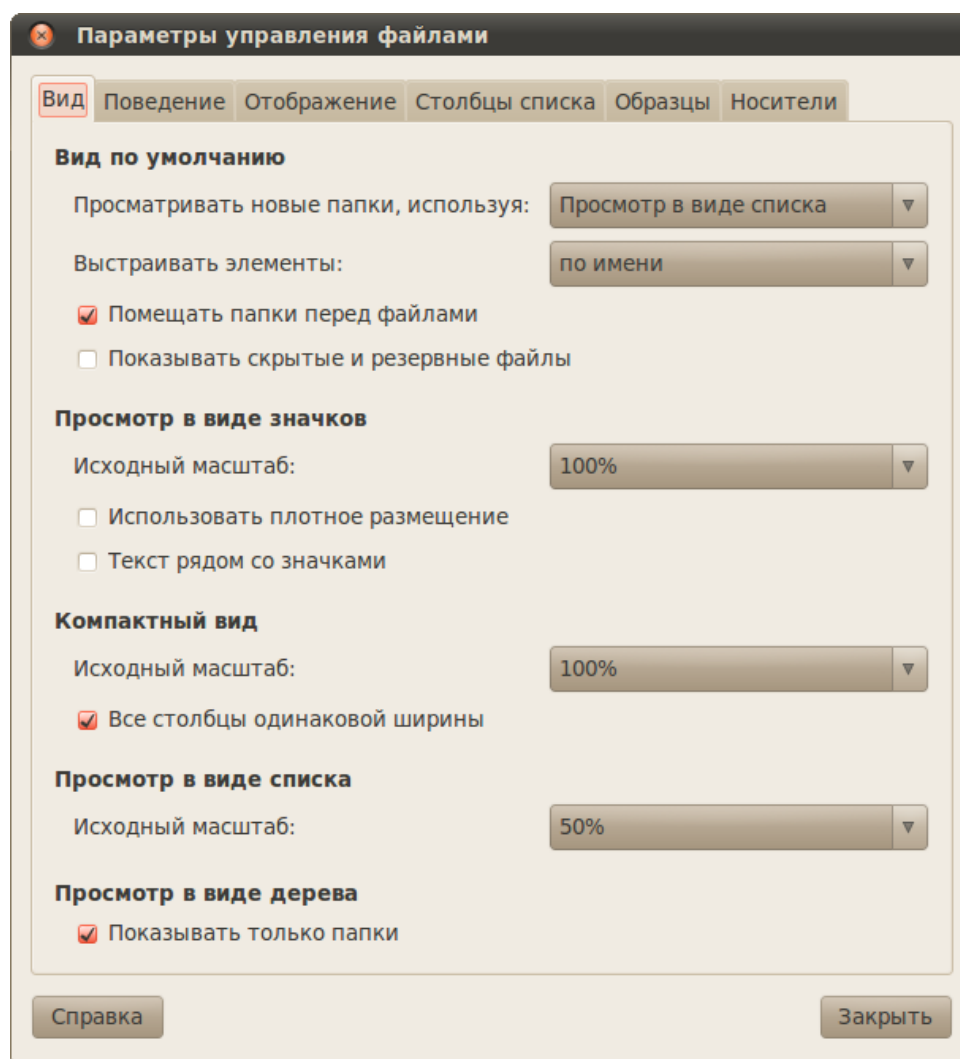 Параметры управления файлами
Вид Поведение Отображение Столбцы списка Образцы Носители
Вид по умолчанию
Просматривать новые папки, используя: Просмотр в виде списка
Выстраивать элементы: по имени
Помещать папки перед файлами
Показывать скрытые и резервные файлы
Просмотр в виде значков
Исходный масштаб: 100%
Использовать плотное размещение
Текст рядом со значками
Компактный вид
Исходный масштаб: 100%
Все столбцы одинаковой ширины
Просмотр в виде списка
Исходный масштаб: 50%
Просмотр в виде дерева
Показывать только папки
Справка Закрыть